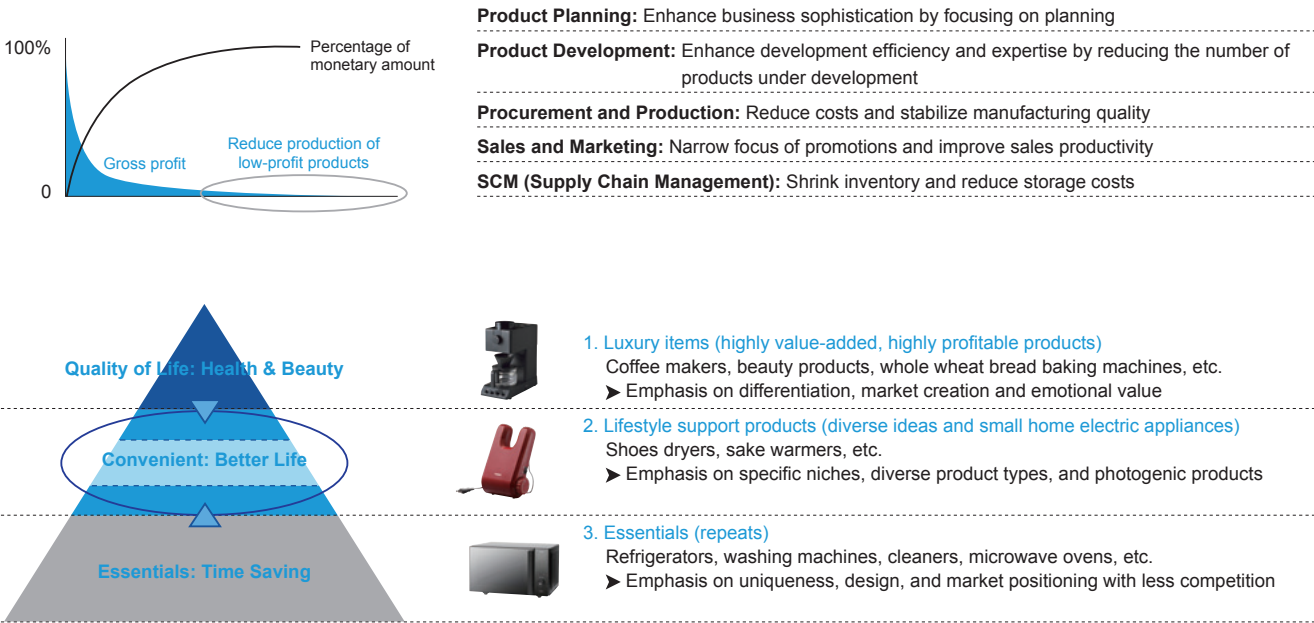 100%
Percentage of
monetary amount
Gross profit
Reduce production of
low-profit products
0
Product Planning: Enhance business sophistication by focusing on planning
Product Development: Enhance development efficiency and expertise by reducing the number of
products under development
Procurement and Production: Reduce costs and stabilize manufacturing quality
Sales and Marketing: Narrow focus of promotions and improve sales productivity
SCM (Supply Chain Management): Shrink inventory and reduce storage costs
Quality of Life: Health & Beauty
1. Luxury items (highly value-added, highly profitable products)
Coffee makers, beauty products, whole wheat bread baking machines, etc.
➤ Emphasis on differentiation, market creation and emotional value
Convenient: Better Life
2. Lifestyle support products (diverse ideas and small home electric appliances)
Shoes dryers, sake warmers, etc.
➤ Emphasis on specific niches, diverse product types, and photogenic products
Essentials: Time Saving
3. Essentials (repeats)
Refrigerators, washing machines, cleaners, microwave ovens, etc.
➤ Emphasis on uniqueness, design, and market positioning with less competition